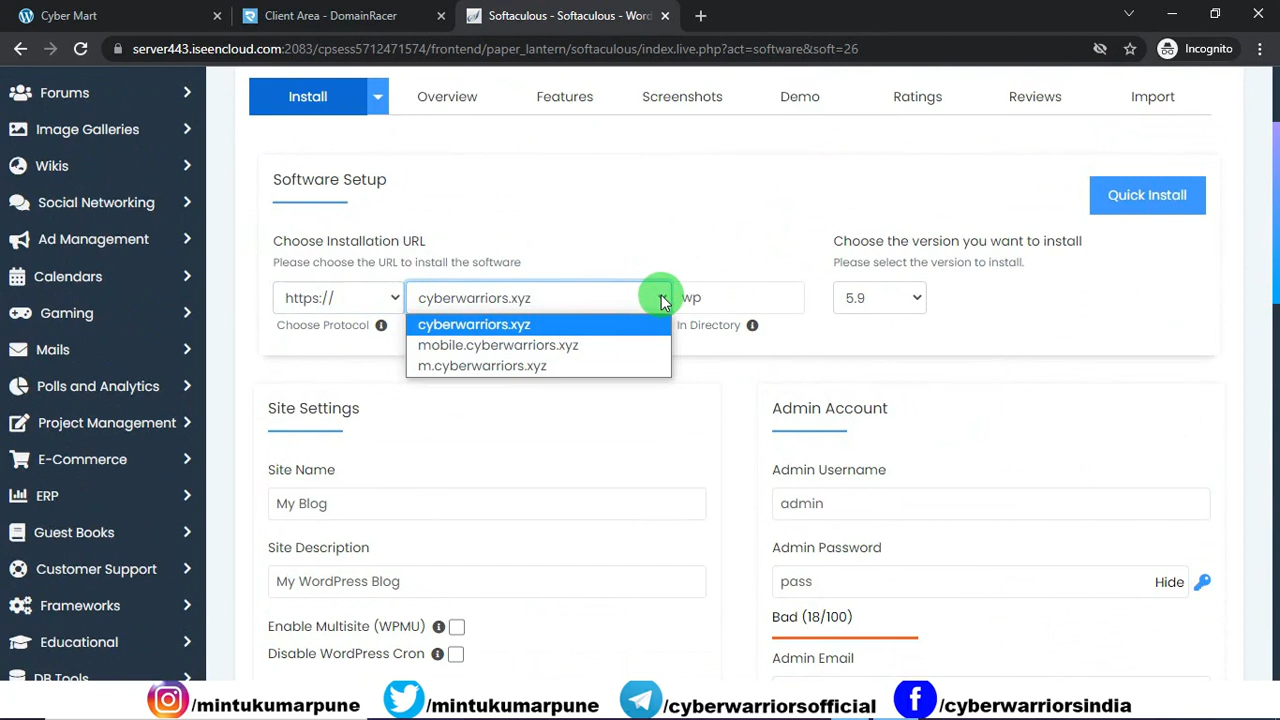 Cyber Mart
Client Area - DomainRacer
Softaculous - Softaculous - Word
server443.iseencloud.com:2083/cpsess5712471574/frontend/paper_lantern/softaculous/index.live.php?act=software&soft=26
Incognito
Forums
Image Galleries
Wikis
Social Networking
Ad Management
Calendars
Gaming
Mails
Polls and Analytics
Project Management
E-Commerce
ERP
Guest Books
Customer Support
Frameworks
Educational
DB Tools
Install
Overview
Features
Screenshots
Demo
Ratings
Reviews
Import
Software Setup
Quick Install
Choose Installation URL
Please choose the URL to install the software
https://
cyberwarriors.xyz
wp
Choose Protocol
In Directory
cyberwarriors.xyz
mobile.cyberwarriors.xyz
m.cyberwarriors.xyz
Choose the version you want to install
Please select the version to install.
5.9
Site Settings
Site Name
My Blog
Site Description
My WordPress Blog
Enable Multisite (WPMU)
Disable WordPress Cron
Admin Account
Admin Username
admin
Admin Password
pass
Hide
Bad (18/100)
Admin Email
/mintukumarpune
/mintukumarpune
/cyberwarriorsofficial
/cyberwarriorsindia